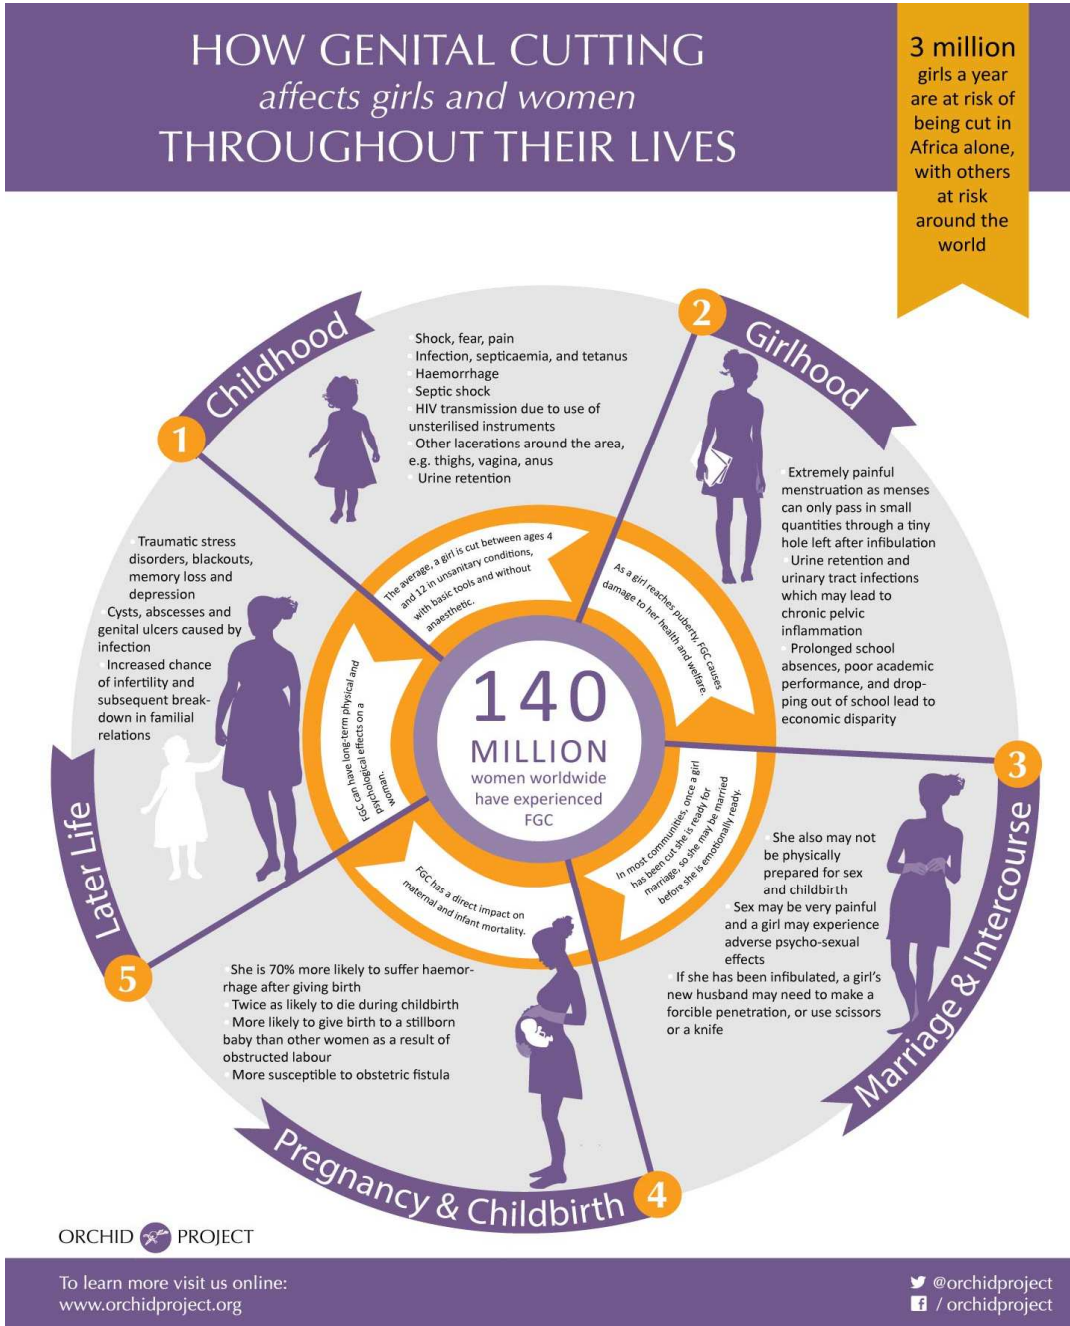 HOW GENITAL CUTTING
affects girls and women
THROUGHOUT THEIR LIVES
3 million
girls a year
are at risk of
being cut in
Africa alone,
with others
at risk
around the
world
1
Childhood
Shock, fear, pain
Infection, septicaemia, and tetanus
Haemorrhage
Septic shock
HIV transmission due to use of
unsterilised instruments
Other lacerations around the area,
e.g. thighs, vagina, anus
Urine retention
The average, a girl is cut between ages 4
and 12 in unsanitary conditions,
with basic tools and without
anaesthetic.
2
Girlhood
Extremely painful
menstruation as menses
can only pass in small
quantities through a tiny
hole left after infibulation
Urine retention and
urinary tract infections
which may lead to
chronic pelvic
inflammation
Prolonged school
absences, poor academic
performance, and drop-
ping out of school lead to
economic disparity
As a girl reaches puberty, FGC causes
damage to her health and welfare.
3
Marriage & Intercourse
She also may not
be physically
prepared for sex
and childbirth
Sex may be very painful
and a girl may experience
adverse psycho-sexual
effects
If she has been infibulated, a girl's
new husband may need to make a
forcible penetration, or use scissors
or a knife
In most communities, once a girl
has been cut she is ready for
marriage, so she may be married
before she is emotionally ready.
4
Pregnancy & Childbirth
She is 70% more likely to suffer haemor-
rhage after giving birth
Twice as likely to die during childbirth
More likely to give birth to a stillborn
baby than other women as a result of
obstructed labour
More susceptible to obstetric fistula
FGC has a direct impact on
maternal and infant mortality.
5
Later Life
Traumatic stress
disorders, blackouts,
memory loss and
depression
Cysts, abscesses and
genital ulcers caused by
infection
Increased chance
of infertility and
subsequent break-
down in familial
relations
FGC can have long-term physical and
psychological effects on a
woman.
140
MILLION
women worldwide
have experienced
FGC
ORCHID PROJECT
To learn more visit us online:
www.orchidproject.org
@orchidproject
/ orchidproject